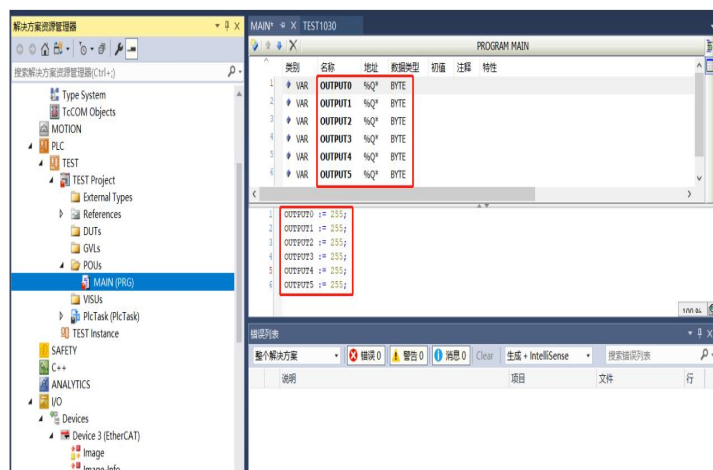 解决方案资源管理器
搜索解决方案资源管理器(Ctrl+;)
Type System
TcCOM Objects
MOTION
PLC
TEST
TEST Project
External Types
References
DUTs
GVLs
POUs
MAIN (PRG)
VISUs
PlcTask (PlcTask)
TEST Instance
SAFETY
C++
ANALYTICS
I/O
Devices
Device 3 (EtherCAT)
Image
Image-Info
MAIN* TEST1030
PROGRAM MAIN
类别 名称 地址 数据类型 初值 注释 特性
1 VAR OUTPUT0 %Q* BYTE
2 VAR OUTPUT1 %Q* BYTE
3 VAR OUTPUT2 %Q* BYTE
4 VAR OUTPUT3 %Q* BYTE
5 VAR OUTPUT4 %Q* BYTE
6 VAR OUTPUT5 %Q* BYTE
1 OUTPUT0 := 255;
2 OUTPUT1 := 255;
3 OUTPUT2 := 255;
4 OUTPUT3 := 255;
5 OUTPUT4 := 255;
6 OUTPUT5 := 255;
100 %
错误列表
整个解决方案 错误 0 警告 0 消息 0 Clear 生成 + IntelliSense 搜索错误列表
说明 项目 文件 行